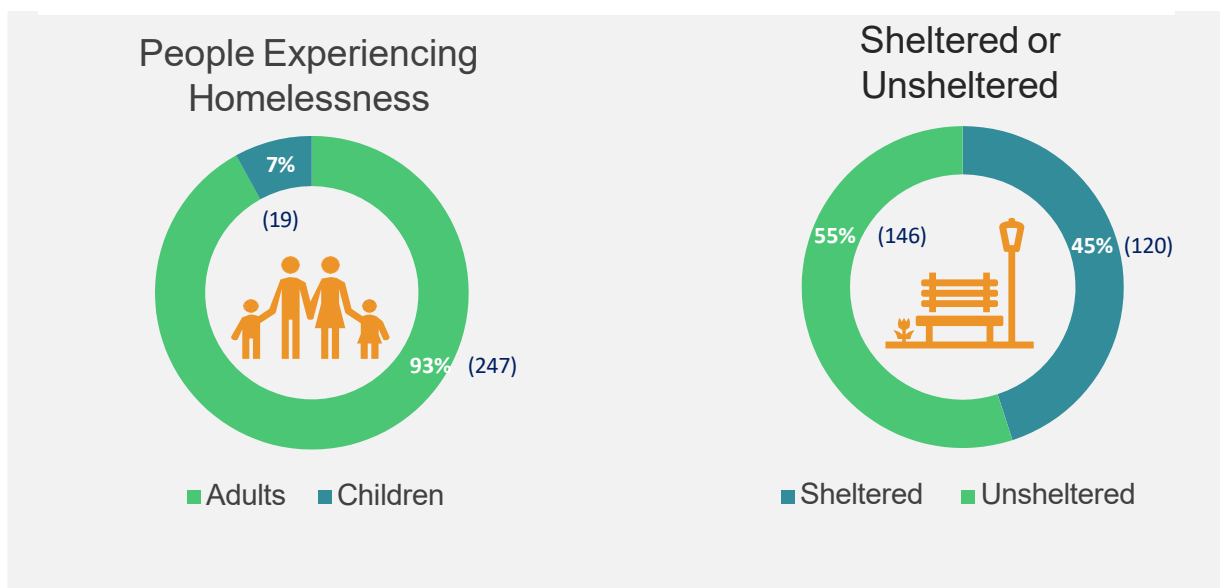 People Experiencing
Homelessness
7%
(19)
93%
(247)
Adults
Children
Sheltered or
Unsheltered
55%
(146)
45%
(120)
Sheltered
Unsheltered